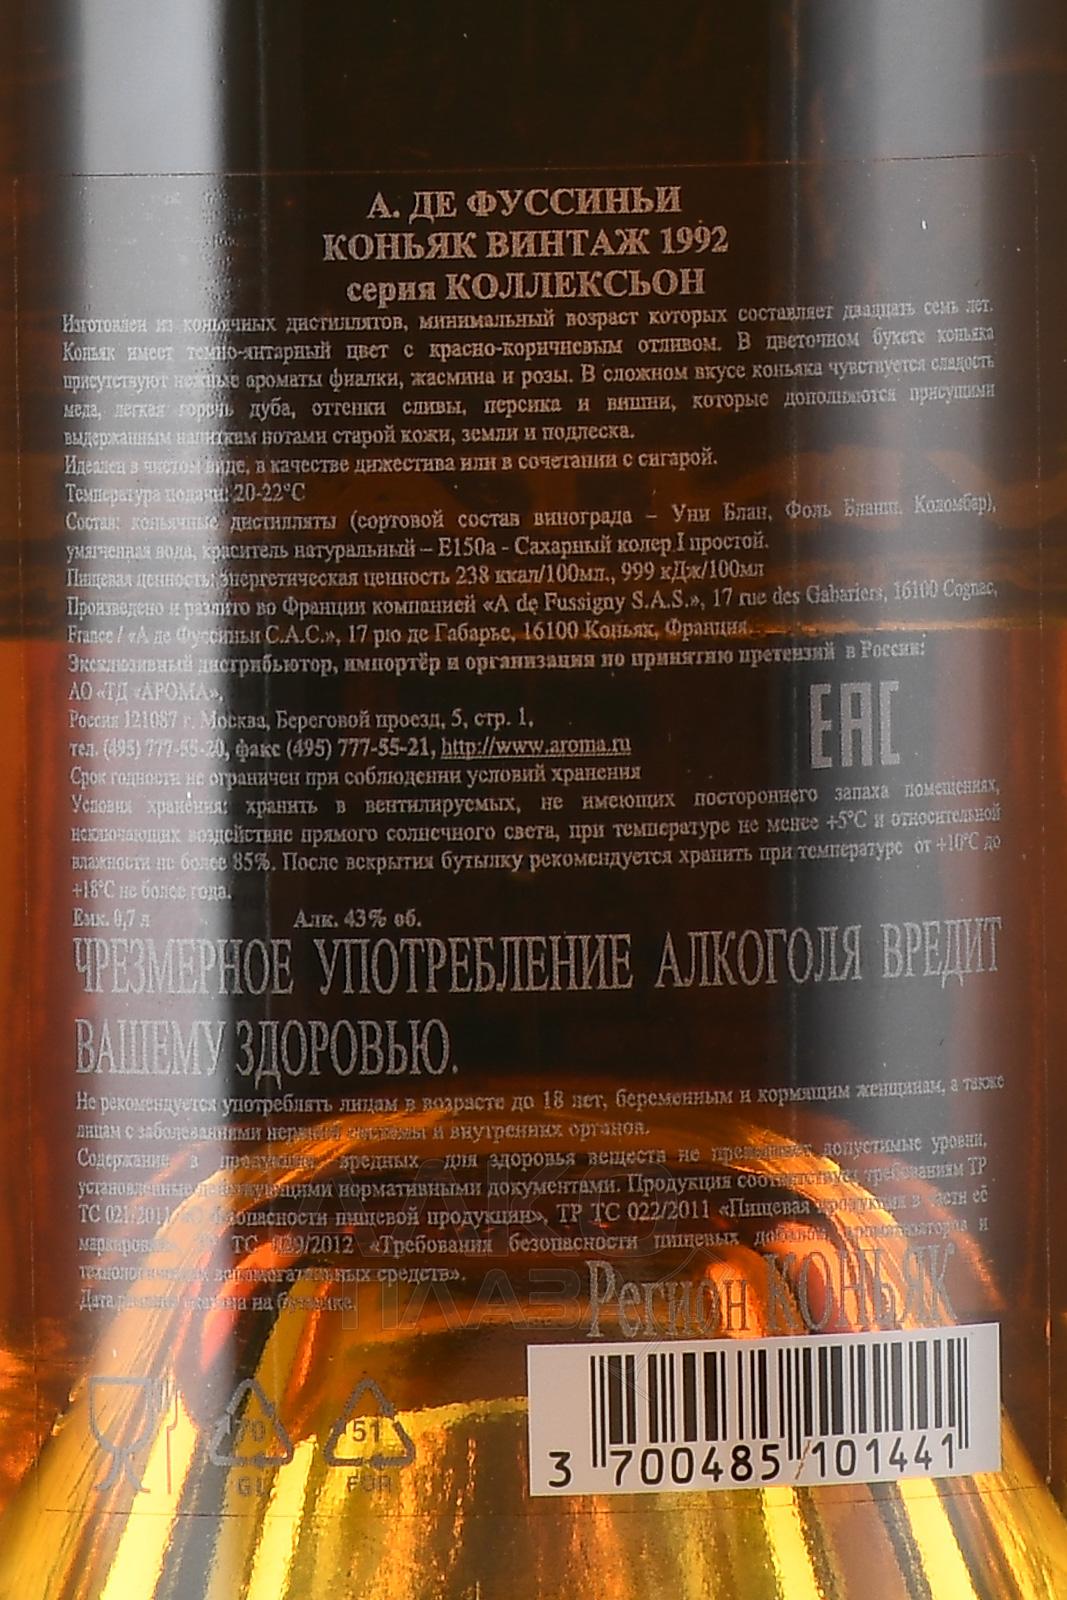 А. ДЕ ФУССИНЬИ
КОНЬЯК ВИНТАЖ 1992
серия КОЛЛЕКСЬОН
Изготовлен из коньячных дистиллятов, минимальный возраст которых составляет двадцать семь лет.
Коньяк имеет темно-янтарный цвет с красно-коричневым отливом. В цветочном букете коньяка
присутствуют нежные ароматы фиалки, жасмина и розы. В сложном вкусе коньяка чувствуется сладость
меда, легкая горечь дуба, оттенки сливы, персика и вишни, которые дополняются присущими
выдержанным напиткам нотами старой кожи, земли и подлеска.
Идеален в чистом виде, в качестве дижестива или в сочетании с сигарой.
Температура подачи: 20-22°С
Состав: коньячные дистилляты (сортовой состав винограда – Уни Блан, Фоль Бланш, Коломбар),
умягченная вода, краситель натуральный – Е150а - Сахарный колер I простой.
Пищевая ценность: энергетическая ценность 238 ккал/100мл., 999 кДж/100мл
Произведено и разлито во Франции компанией «A de Fussigny S.A.S.», 17 rue des Gabariers, 16100 Cognac,
France / «А де Фуссиньи С.А.С.», 17 рю де Габарье, 16100 Коньяк, Франция.
Эксклюзивный дистрибьютор, импортёр и организация по принятию претензий в России:
АО «ТД «АРОМА»,
Россия 121087 г. Москва, Береговой проезд, 5, стр. 1,
тел. (495) 777-55-20, факс (495) 777-55-21, http://www.aroma.ru
ЕАС
Срок годности не ограничен при соблюдении условий хранения
Условия хранения: хранить в вентилируемых, не имеющих постороннего запаха помещениях,
исключающих воздействие прямого солнечного света, при температуре не менее +5°С и относительной
влажности не более 85%. После вскрытия бутылку рекомендуется хранить при температуре от +10°С до
+18°С не более года.
Емк. 0,7 л Алк. 43% об.
ЧРЕЗМЕРНОЕ УПОТРЕБЛЕНИЕ АЛКОГОЛЯ ВРЕДИТ
ВАШЕМУ ЗДОРОВЬЮ.
Не рекомендуется употреблять лицам в возрасте до 18 лет, беременным и кормящим женщинам, а также
лицам с заболеваниями нервной системы и внутренних органов.
Содержание в продукции вредных для здоровья веществ не превышает допустимые уровни,
установленные действующими нормативными документами. Продукция соответствует требованиям ТР
ТС 021/2011 «О безопасности пищевой продукции», ТР ТС 022/2011 «Пищевая продукция в части её
маркировки», ТР ТС 029/2012 «Требования безопасности пищевых добавок, ароматизаторов и
технологических вспомогательных средств».
Дата розлива указана на бутылке.
Регион КОНЬЯК
АЛКО
ПЛАЗА
70
GL
51
FOR
3 700485 101441